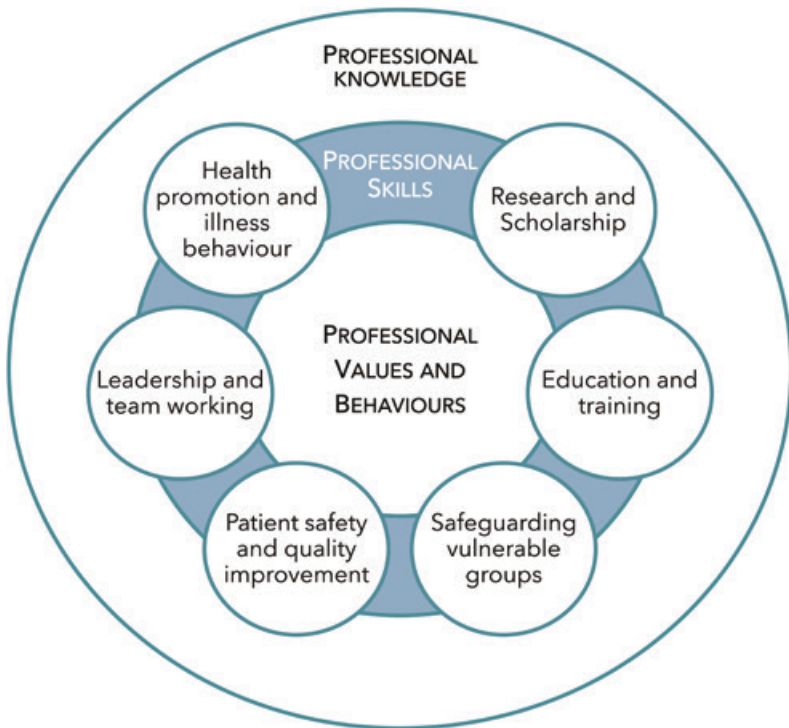 PROFESSIONAL
KNOWLEDGE
PROFESSIONAL
SKILLS
Health
promotion and
illness
behaviour
Research and
Scholarship
PROFESSIONAL
VALUES AND
BEHAVIOURS
Leadership and
team working
Education and
training
Patient safety
and quality
improvement
Safeguarding
vulnerable
groups